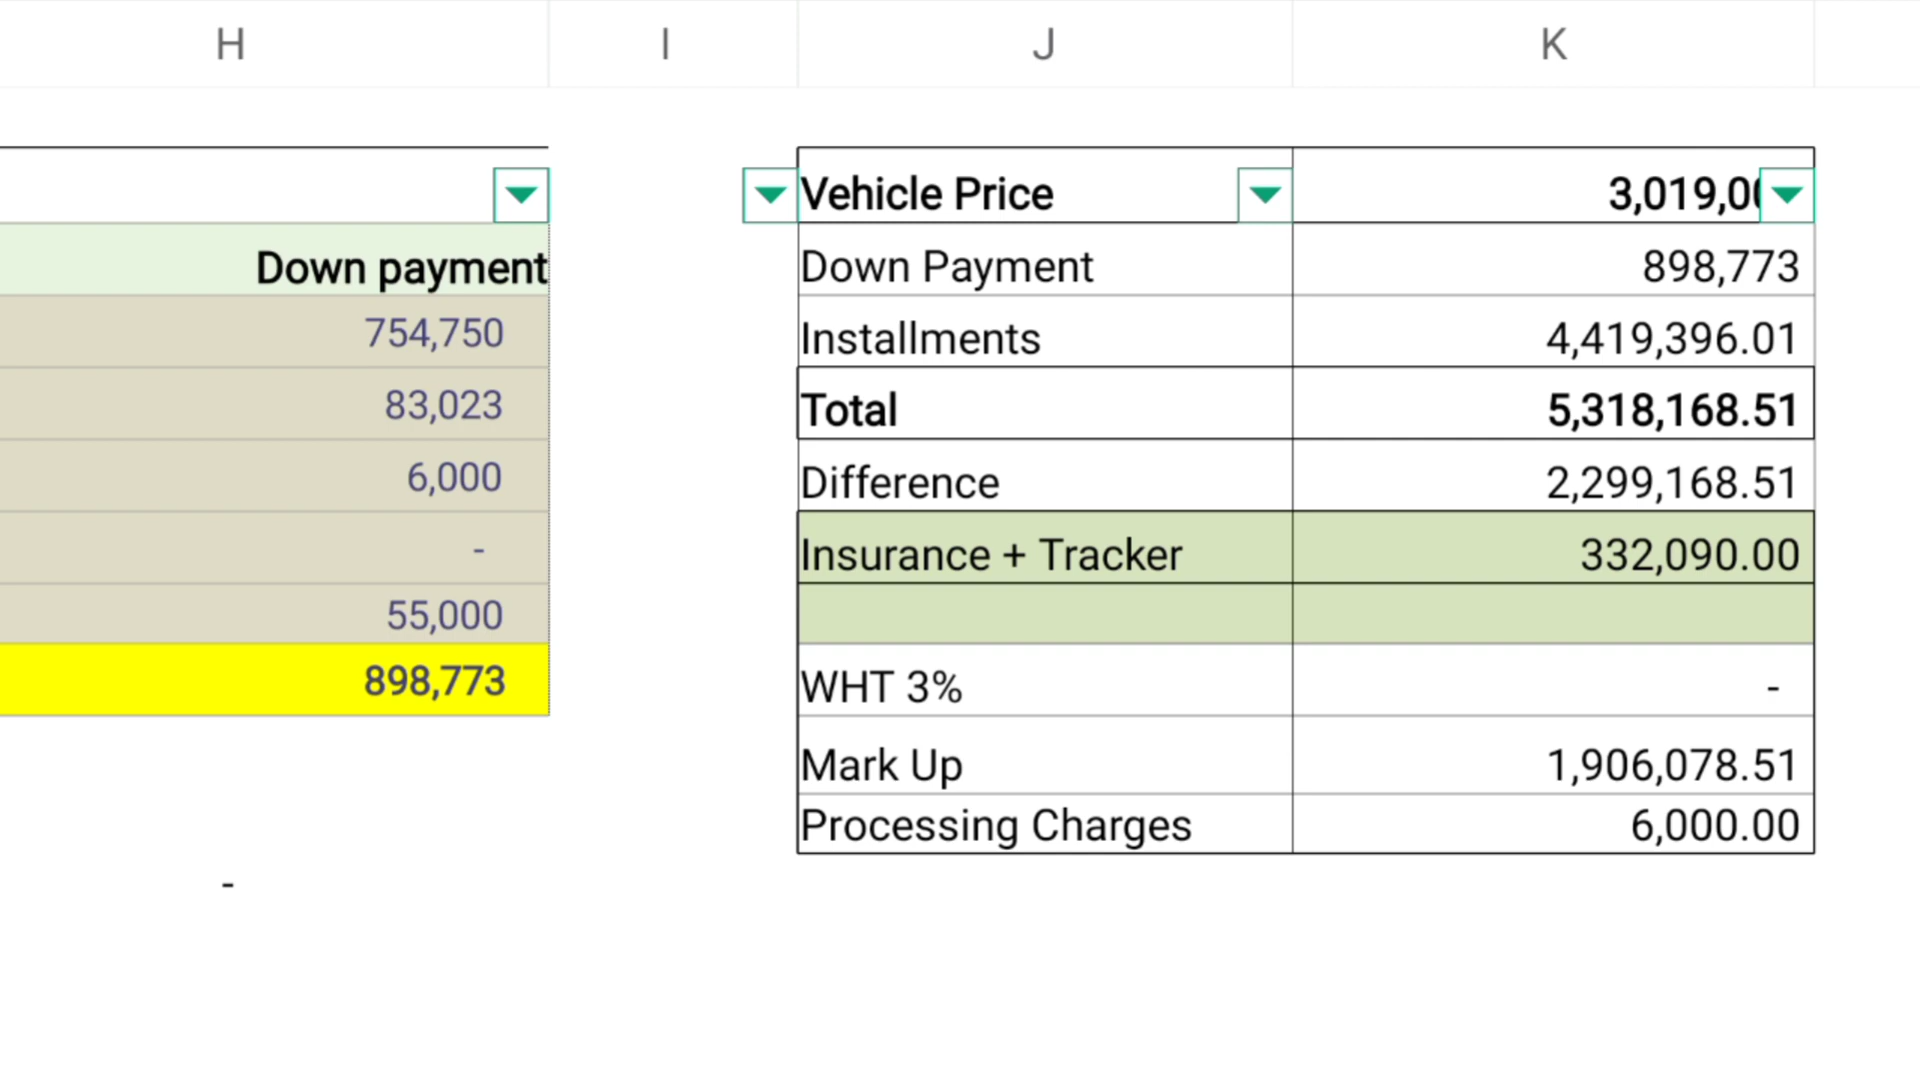 H I J K
Vehicle Price 3,019,00
Down payment Down Payment 898,773
754,750 Installments 4,419,396.01
83,023 Total 5,318,168.51
6,000 Difference 2,299,168.51
- Insurance + Tracker 332,090.00
55,000
898,773 WHT 3% -
Mark Up 1,906,078.51
Processing Charges 6,000.00
-